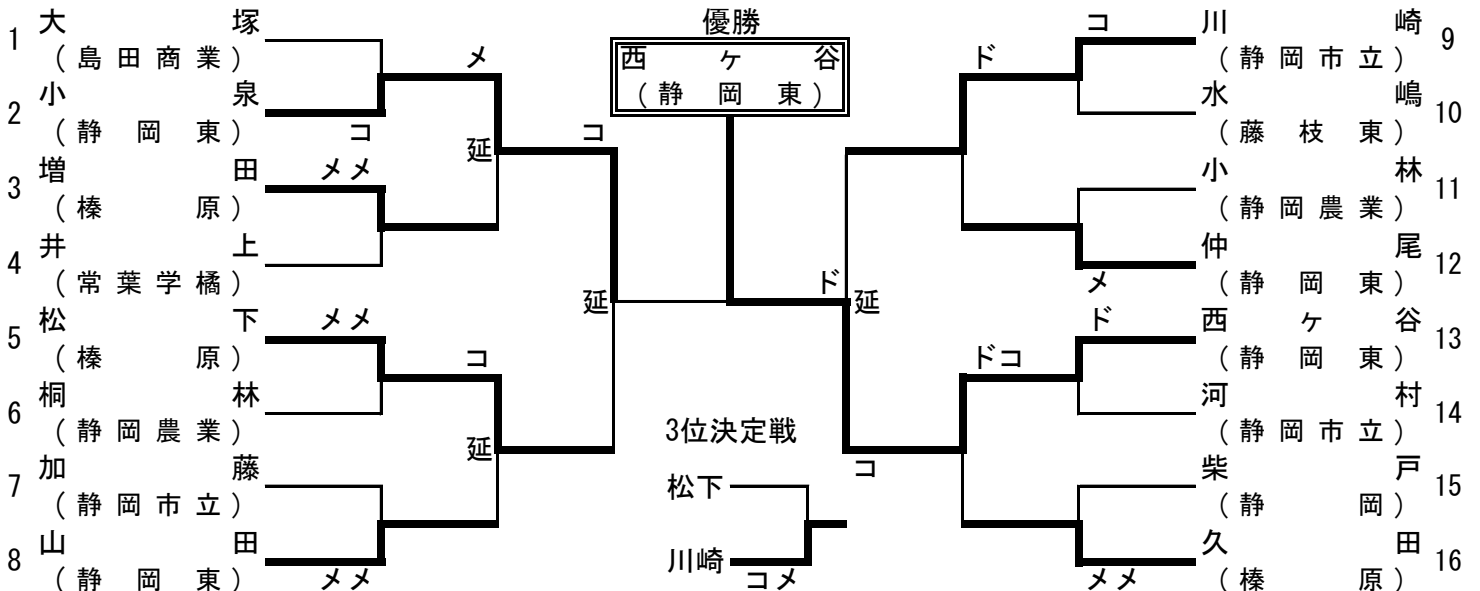 優勝
西ヶ谷
(静岡東)
1 大塚
(島田商業)
2 小泉
(静岡東)
コ
メ
3 増田
(榛原)
メメ
延
コ
4 井上
(常葉学橘)
5 松下
(榛原)
メメ
コ
延
6 桐林
(静岡農業)
7 加藤
(静岡市立)
延
8 山田
(静岡東)
メメ
ド
コ
川崎 9
(静岡市立)
ド
水嶋 10
(藤枝東)
小林 11
(静岡農業)
仲尾 12
(静岡東)
メ
延
ド
西ヶ谷 13
(静岡東)
ドコ
河村 14
(静岡市立)
コ
柴戸 15
(静岡)
久田 16
(榛原)
メメ
3位決定戦
松下
川崎
コメ